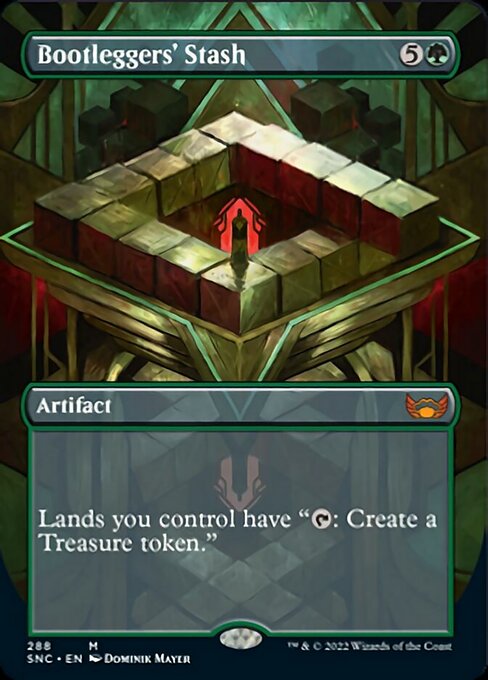 Bootleggers' Stash 5
Artifact
Lands you control have “: Create a
Treasure token.”
288 M
SNC • EN Dominik Mayer
™ & © 2022 Wizards of the Coast